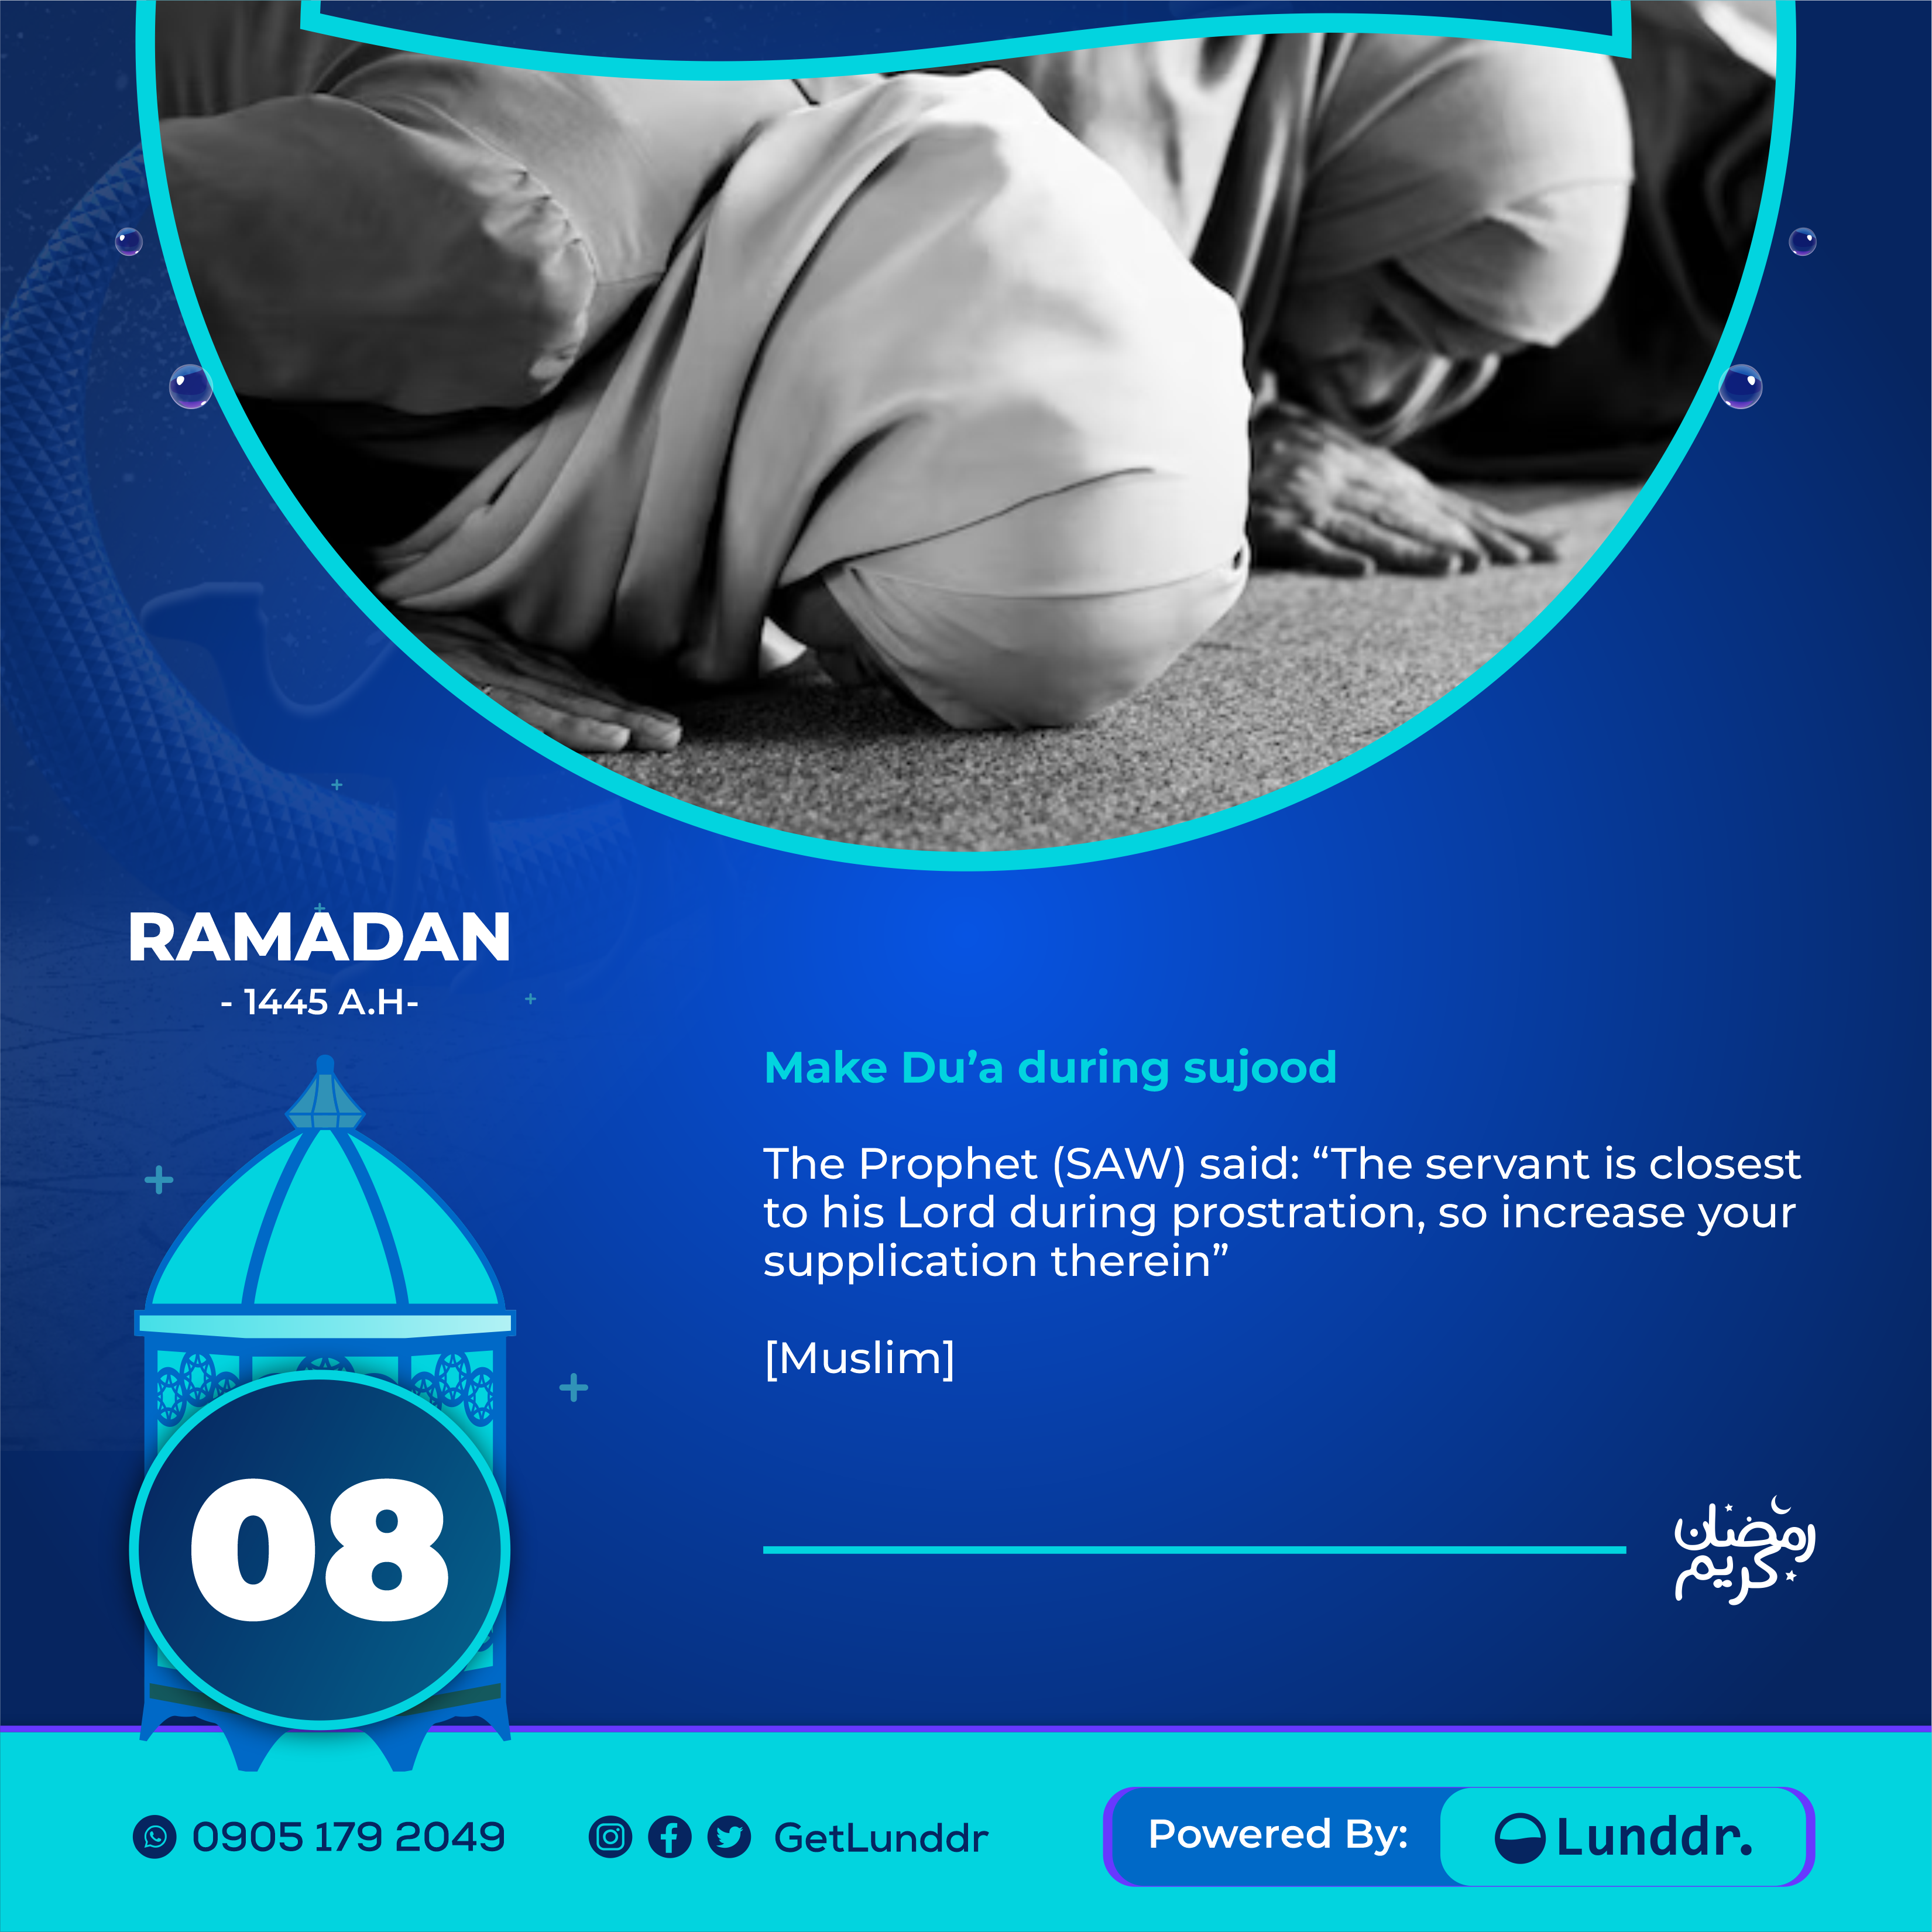 RAMADAN
- 1445 A.H-
Make Du’a during sujood
The Prophet (SAW) said: “The servant is closest
to his Lord during prostration, so increase your
supplication therein”
[Muslim]
08
رمضان
كريم
0905 179 2049
GetLunddr
Powered By:
Lunddr.